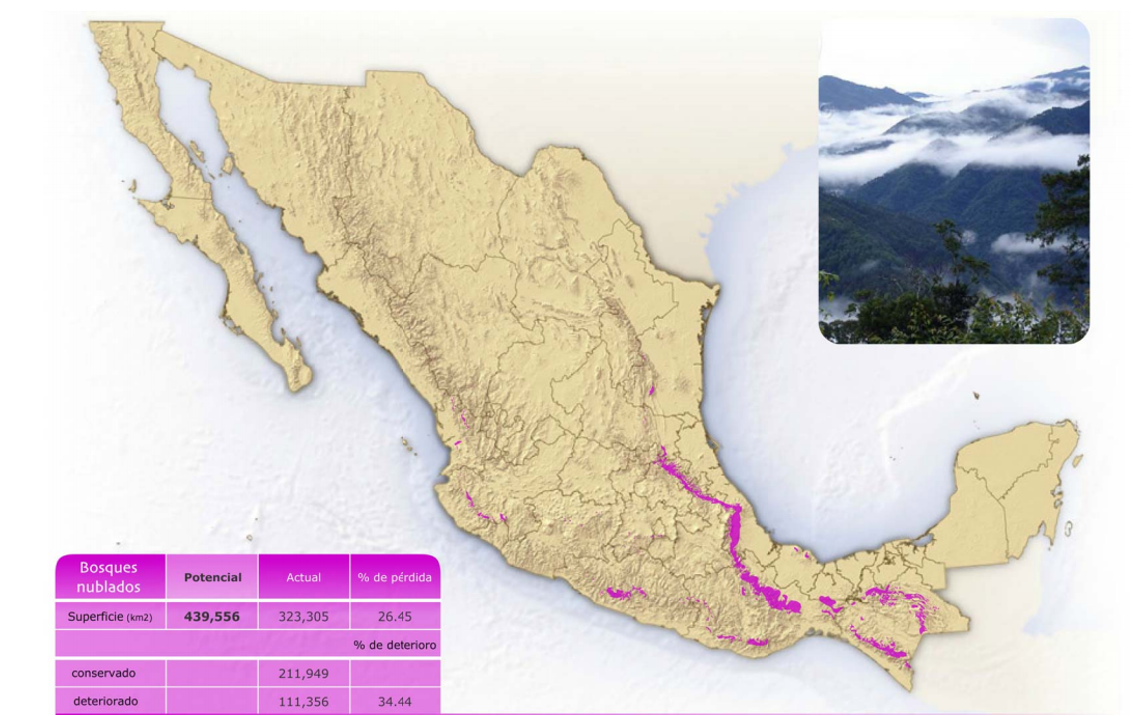 Bosques nublados Potencial Actual % de pérdida
Superficie (km2) 439,556 323,305 26.45
% de deterioro
conservado 211,949
deteriorado 111,356 34.44